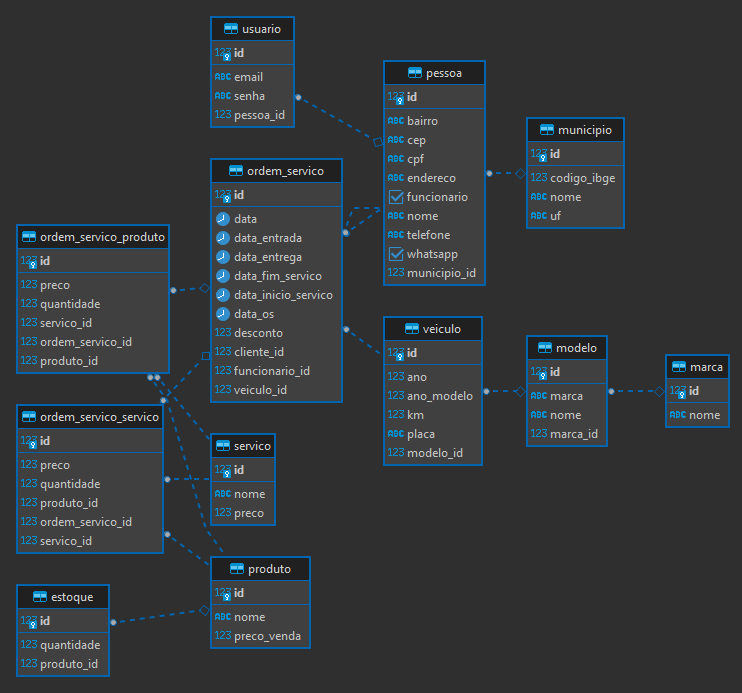 usuario
123 id
ABC email
ABC senha
123 pessoa_id
pessoa
123 id
ABC bairro
ABC cep
ABC cpf
ABC endereco
funcionario
ABC nome
ABC telefone
whatsapp
123 municipio_id
municipio
123 id
123 codigo_ibge
ABC nome
ABC uf
ordem_servico
123 id
data
data_entrada
data_entrega
data_fim_servico
data_inicio_servico
data_os
123 desconto
123 cliente_id
123 funcionario_id
123 veiculo_id
ordem_servico_produto
123 id
123 preco
123 quantidade
123 servico_id
123 ordem_servico_id
123 produto_id
veiculo
123 id
123 ano
123 ano_modelo
123 km
ABC placa
123 modelo_id
modelo
123 id
ABC marca
ABC nome
123 marca_id
marca
123 id
ABC nome
ordem_servico_servico
123 id
123 preco
123 quantidade
123 produto_id
123 ordem_servico_id
123 servico_id
servico
123 id
ABC nome
123 preco
produto
123 id
ABC nome
123 preco_venda
estoque
123 id
123 quantidade
123 produto_id